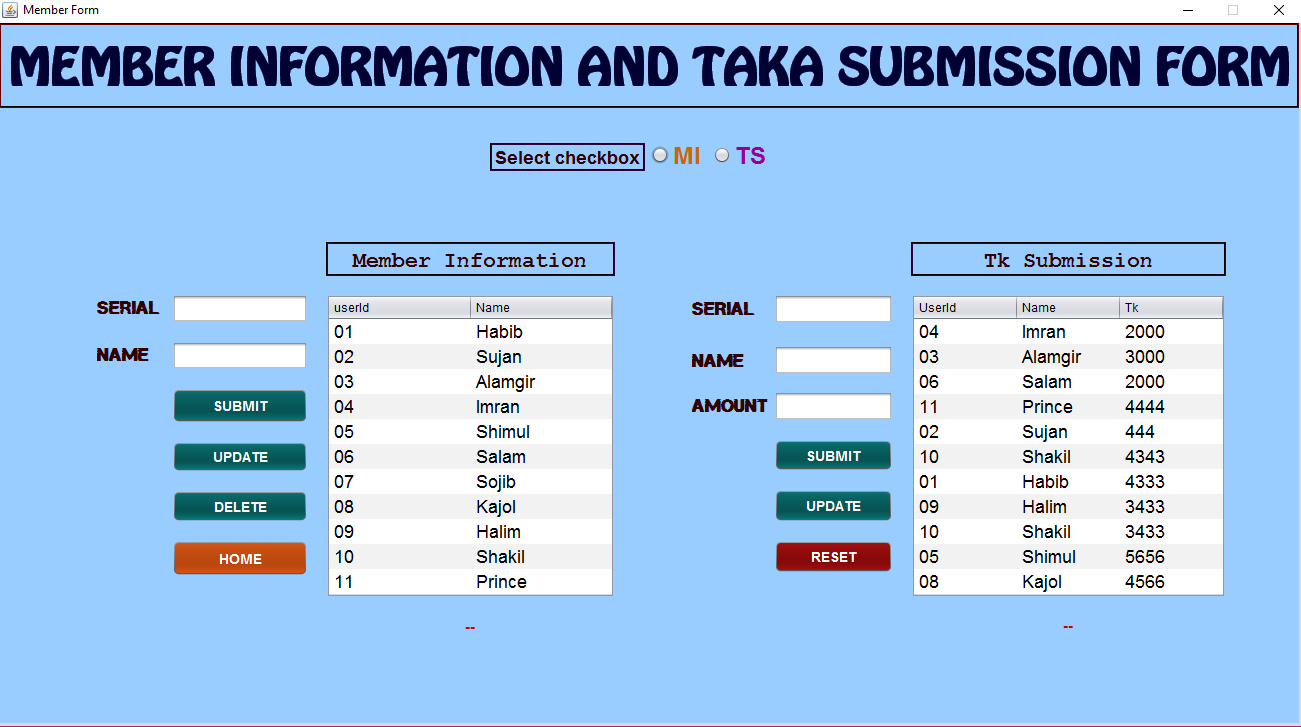 Member Form
MEMBER INFORMATION AND TAKA SUBMISSION FORM
Select checkbox MI TS
Member Information
SERIAL
NAME
SUBMIT
UPDATE
DELETE
HOME
userId Name
01 Habib
02 Sujan
03 Alamgir
04 Imran
05 Shimul
06 Salam
07 Sojib
08 Kajol
09 Halim
10 Shakil
11 Prince
--
Tk Submission
SERIAL
NAME
AMOUNT
SUBMIT
UPDATE
RESET
UserId Name Tk
04 Imran 2000
03 Alamgir 3000
06 Salam 2000
11 Prince 4444
02 Sujan 444
10 Shakil 4343
01 Habib 4333
09 Halim 3433
10 Shakil 3433
05 Shimul 5656
08 Kajol 4566
--